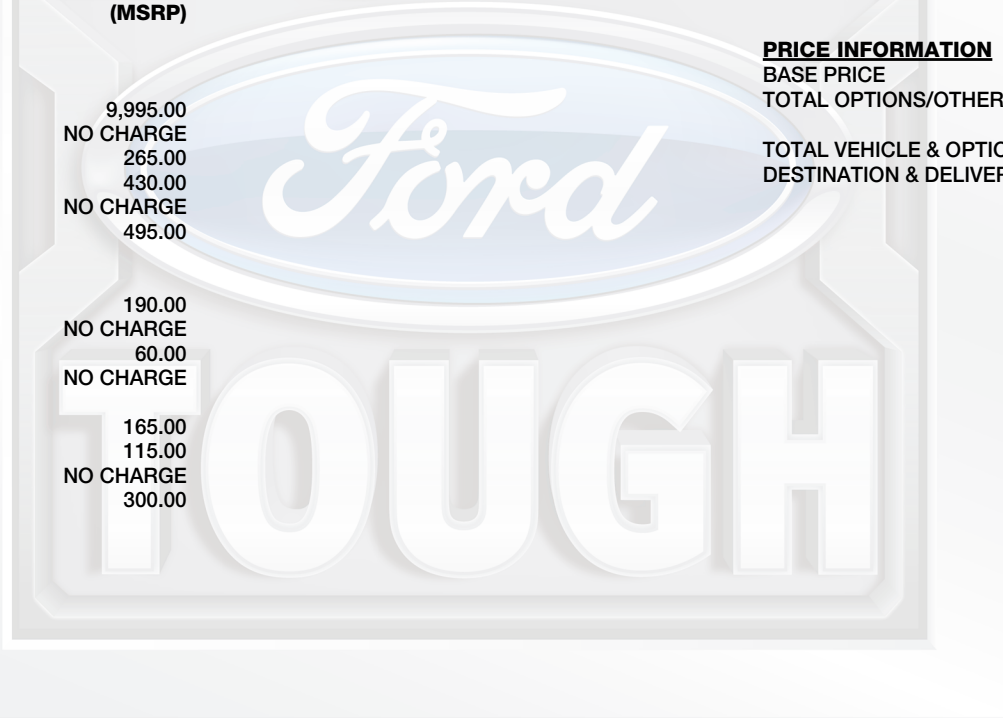 (MSRP)
9,995.00
NO CHARGE
265.00
430.00
NO CHARGE
495.00
190.00
NO CHARGE
60.00
NO CHARGE
165.00
115.00
NO CHARGE
300.00
PRICE INFORMATION
BASE PRICE
TOTAL OPTIONS/OTHER
TOTAL VEHICLE & OPTIO
DESTINATION & DELIVER
Ford
TOUGH